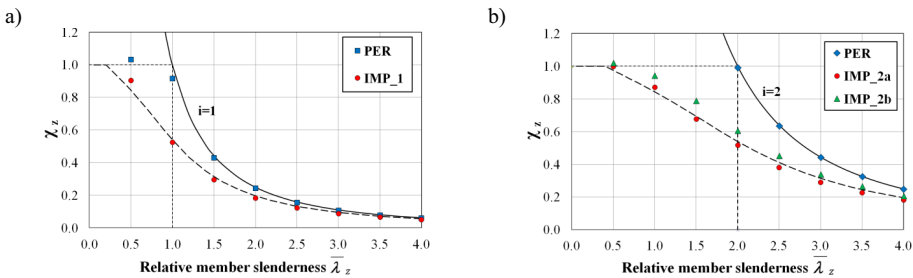 a)
1.2
1.0
0.8
0.6
0.4
0.2
0.0
χ z
PER
IMP_1
i=1
0.0 0.5 1.0 1.5 2.0 2.5 3.0 3.5 4.0
Relative member slenderness λ̅ z
b)
1.2
1.0
0.8
0.6
0.4
0.2
0.0
χ z
PER
IMP_2a
IMP_2b
i=2
0.0 0.5 1.0 1.5 2.0 2.5 3.0 3.5 4.0
Relative member slenderness λ̅ z